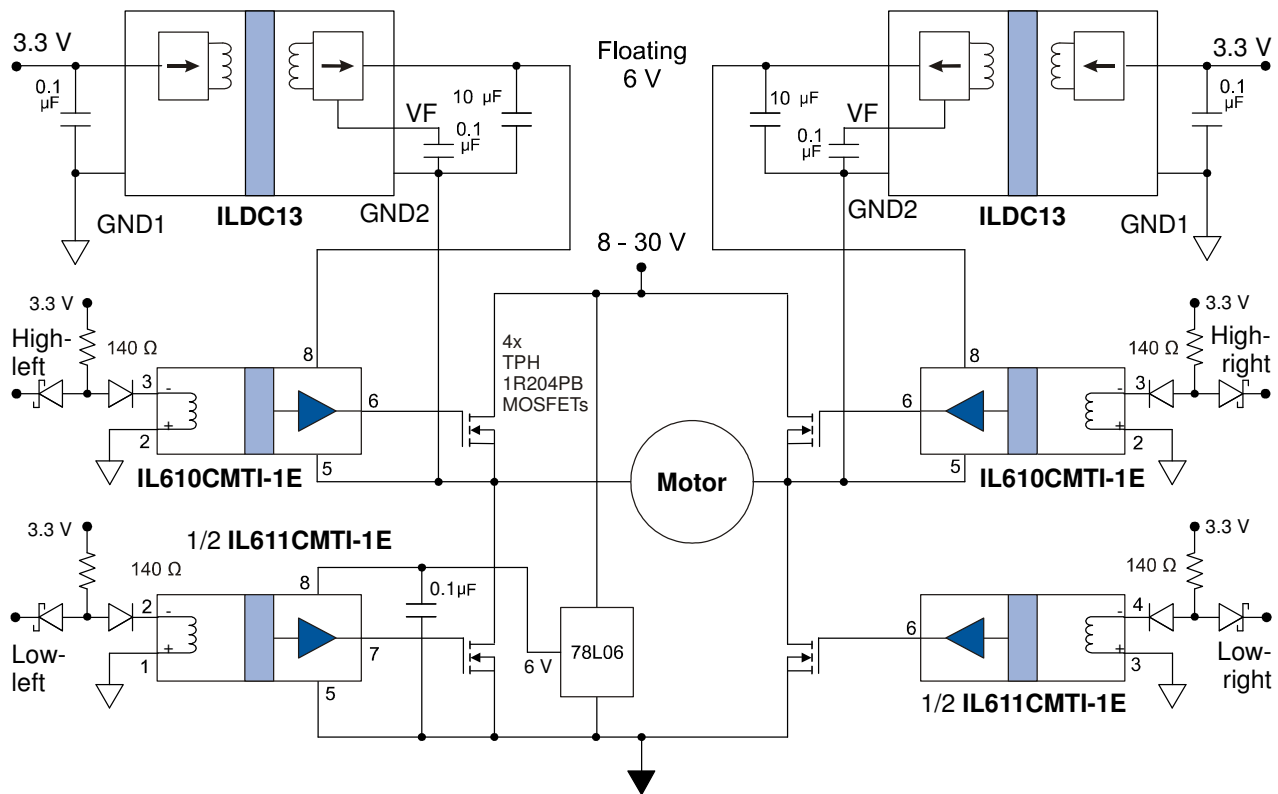 3.3 V
0.1
µF
GND1
ILDC13
VF
0.1
µF
10 µF
GND2
Floating
6 V
3.3 V
0.1
µF
10 µF
VF
0.1
µF
GND2
ILDC13
GND1
8 - 30 V
3.3 V
High-
left
140 Ω
3
-
+
2
8
6
5
IL610CMTI-1E
4x
TPH
1R204PB
MOSFETs
Motor
3.3 V
High-
right
140 Ω
8
6
5
3
-
+
2
IL610CMTI-1E
3.3 V
140 Ω
Low-
left
1/2 IL611CMTI-1E
2
-
+
1
8
7
5
0.1µF
6 V
78L06
3.3 V
140 Ω
Low-
right
6
4
-
+
3
1/2 IL611CMTI-1E